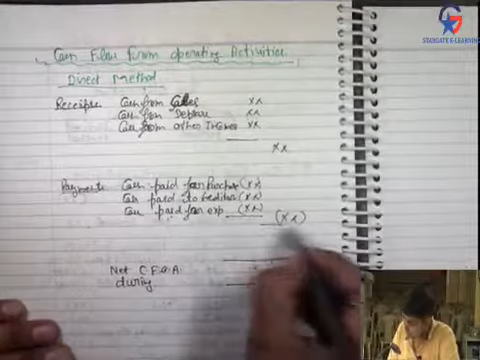 STARGATE E-LEARNING
Cash Flow from operating Activities
Direct Method
Receipts Cash from Sales xx
Cash from Debtors xx
Cash from other Incomes xx
xx
Payments Cash paid for Purchase (xx)
Cash paid to Creditors (xx)
Cash paid for exp (xx) (xx)
Net C.F.O.A
during